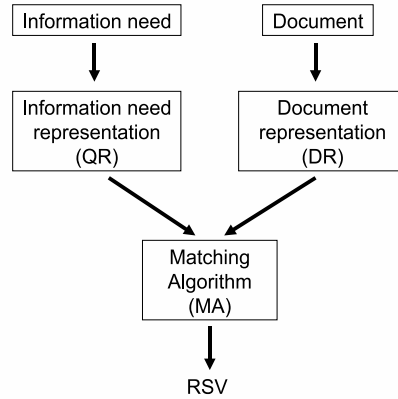 Information need
Document
Information need
representation
(QR)
Document
representation
(DR)
Matching
Algorithm
(MA)
RSV